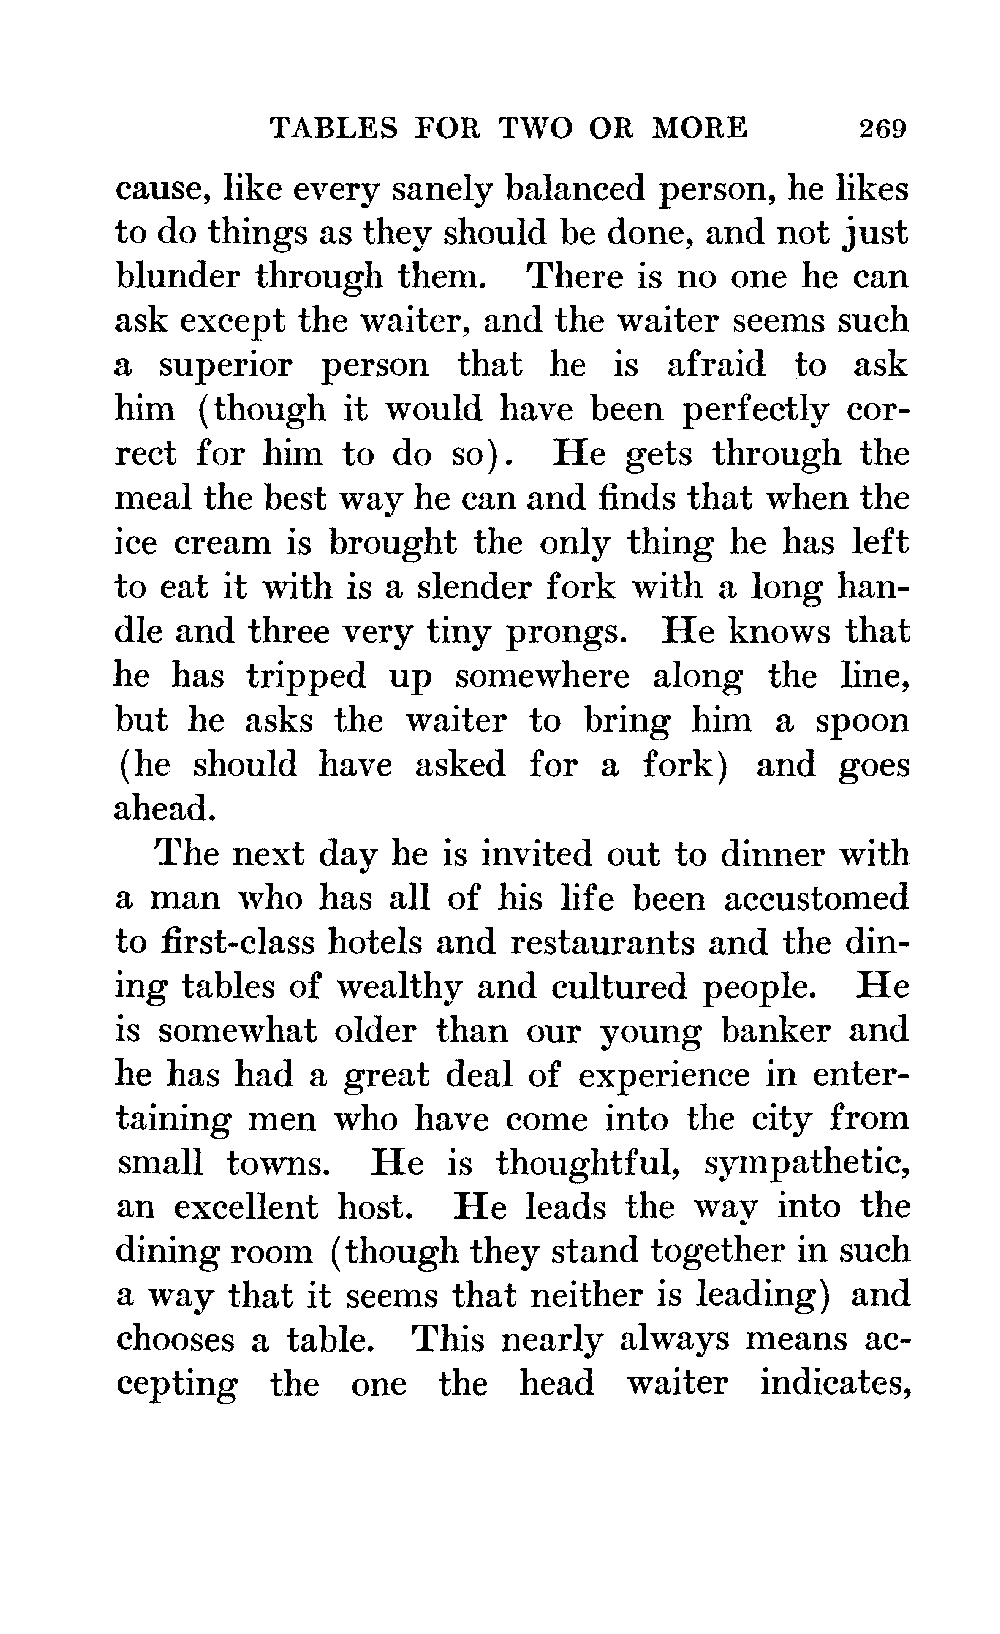 TABLES FOR TWO OR MORE 269
cause, like every sanely balanced person, he likes
to do things as they should be done, and not just
blunder through them. There is no one he can
ask except the waiter, and the waiter seems such
a superior person that he is afraid to ask
him (though it would have been perfectly cor-
rect for him to do so). He gets through the
meal the best way he can and finds that when the
ice cream is brought the only thing he has left
to eat it with is a slender fork with a long han-
dle and three very tiny prongs. He knows that
he has tripped up somewhere along the line,
but he asks the waiter to bring him a spoon
(he should have asked for a fork) and goes
ahead.
The next day he is invited out to dinner with
a man who has all of his life been accustomed
to first-class hotels and restaurants and the din-
ing tables of wealthy and cultured people. He
is somewhat older than our young banker and
he has had a great deal of experience in enter-
taining men who have come into the city from
small towns. He is thoughtful, sympathetic,
an excellent host. He leads the way into the
dining room (though they stand together in such
a way that it seems that neither is leading) and
chooses a table. This nearly always means ac-
cepting the one the head waiter indicates,